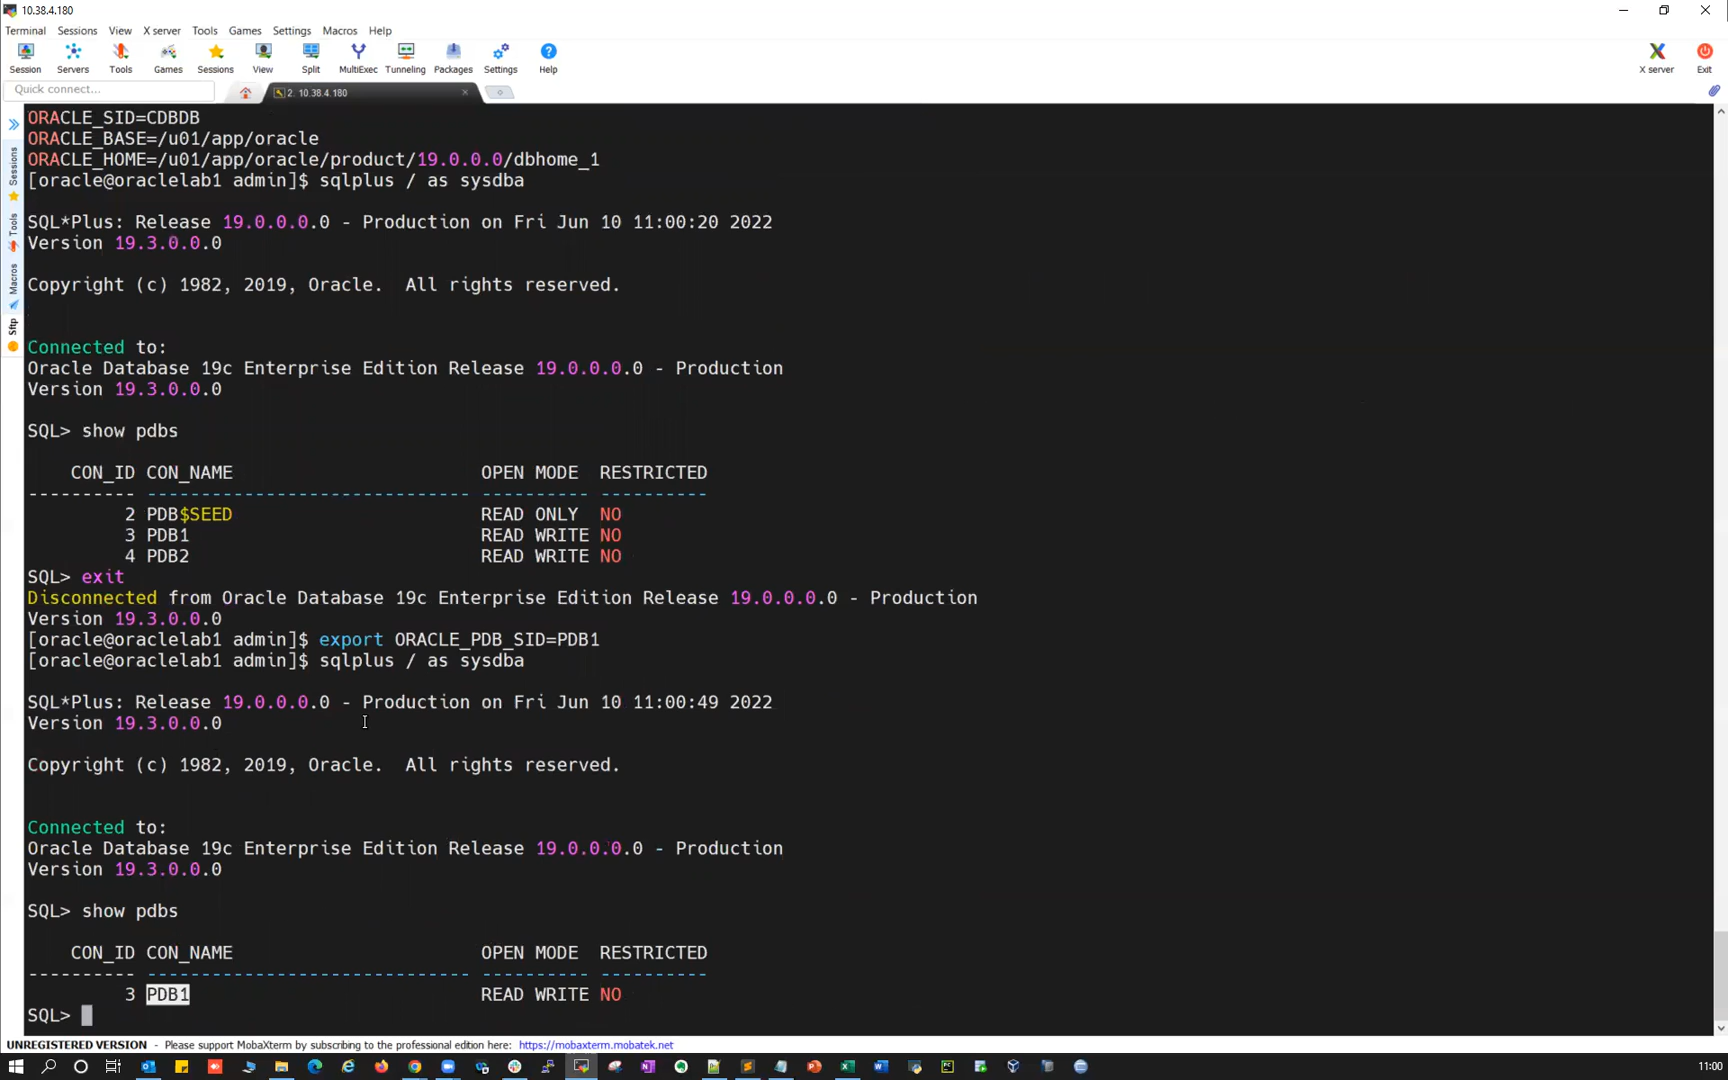 10.38.4.180
Terminal Sessions View X server Tools Games Settings Macros Help
Session Servers Tools Games Sessions View Split MultiExec Tunneling Packages Settings Help X server Exit
Quick connect... 2. 10.38.4.180
Sessions
Tools
Macros
Sftp
ORACLE_SID=CDBDB
ORACLE_BASE=/u01/app/oracle
ORACLE_HOME=/u01/app/oracle/product/19.0.0.0/dbhome_1
[oracle@oraclelab1 admin]$ sqlplus / as sysdba
SQL*Plus: Release 19.0.0.0.0 - Production on Fri Jun 10 11:00:20 2022
Version 19.3.0.0.0
Copyright (c) 1982, 2019, Oracle.  All rights reserved.
Connected to:
Oracle Database 19c Enterprise Edition Release 19.0.0.0.0 - Production
Version 19.3.0.0.0
SQL> show pdbs
CON_ID CON_NAME OPEN MODE RESTRICTED
---------- ------------------------------ ---------- ----------
2 PDB$SEED READ ONLY NO
3 PDB1 READ WRITE NO
4 PDB2 READ WRITE NO
SQL> exit
Disconnected from Oracle Database 19c Enterprise Edition Release 19.0.0.0.0 - Production
Version 19.3.0.0.0
[oracle@oraclelab1 admin]$ export ORACLE_PDB_SID=PDB1
[oracle@oraclelab1 admin]$ sqlplus / as sysdba
SQL*Plus: Release 19.0.0.0.0 - Production on Fri Jun 10 11:00:49 2022
Version 19.3.0.0.0
Copyright (c) 1982, 2019, Oracle.  All rights reserved.
Connected to:
Oracle Database 19c Enterprise Edition Release 19.0.0.0.0 - Production
Version 19.3.0.0.0
SQL> show pdbs
CON_ID CON_NAME OPEN MODE RESTRICTED
---------- ------------------------------ ---------- ----------
3 PDB1 READ WRITE NO
SQL>
UNREGISTERED VERSION - Please support MobaXterm by subscribing to the professional edition here: https://mobaxterm.mobatek.net
11:00